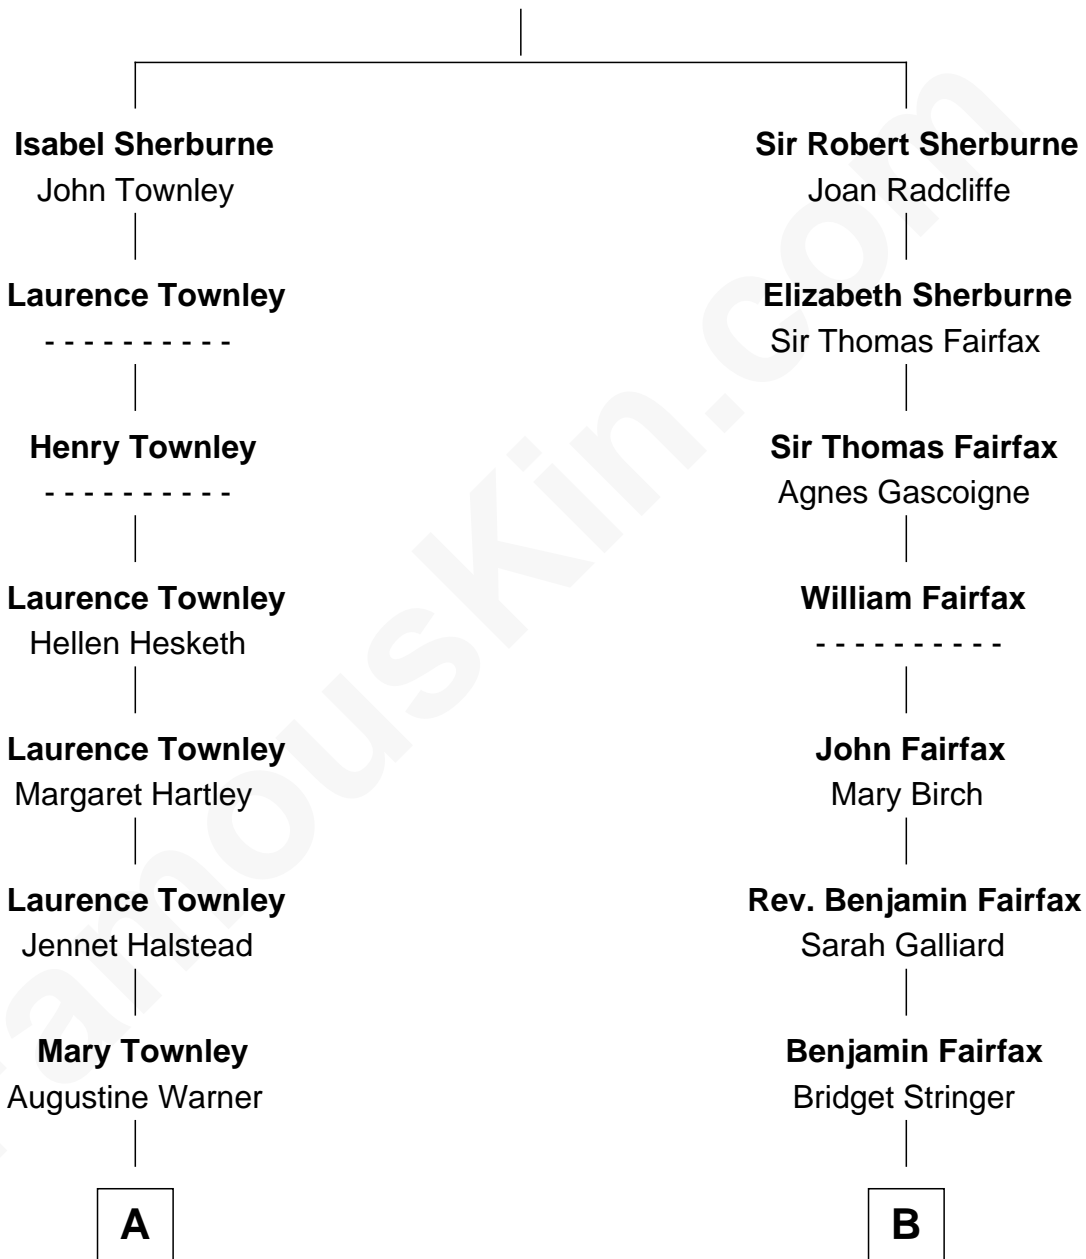 Isabel Sherburne
John Townley
Laurence Townley
- - - - - - - - - -
Henry Townley
- - - - - - - - - -
Laurence Townley
Hellen Hesketh
Laurence Townley
Margaret Hartley
Laurence Townley
Jennet Halstead
Mary Townley
Augustine Warner
A
Sir Robert Sherburne
Joan Radcliffe
Elizabeth Sherburne
Sir Thomas Fairfax
Sir Thomas Fairfax
Agnes Gascoigne
William Fairfax
- - - - - - - - - -
John Fairfax
Mary Birch
Rev. Benjamin Fairfax
Sarah Galliard
Benjamin Fairfax
Bridget Stringer
B
FamousKin.com